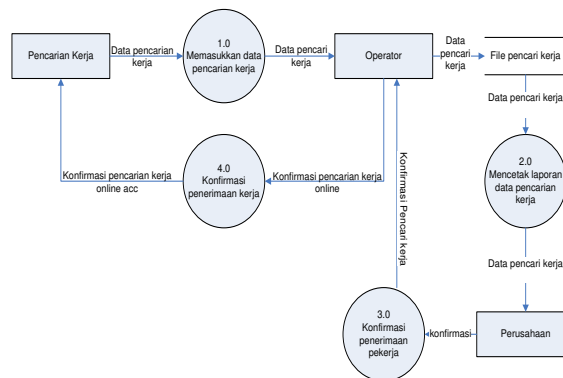 Pencarian Kerja
Data pencarian
kerja
1.0
Memasukkan data
pencarian kerja
Data pencari
kerja
Operator
Data
pencari
kerja
File pencari kerja
Data pencari kerja
2.0
Mencetak laporan
data pencarian
kerja
Data pencari kerja
Perusahaan
konfirmasi
3.0
Konfirmasi
penerimaan
pekerja
Konfirmasi Pencari kerja
Konfirmasi pencarian kerja
online
4.0
Konfirmasi
penerimaan kerja
Konfirmasi pencarian kerja
online acc